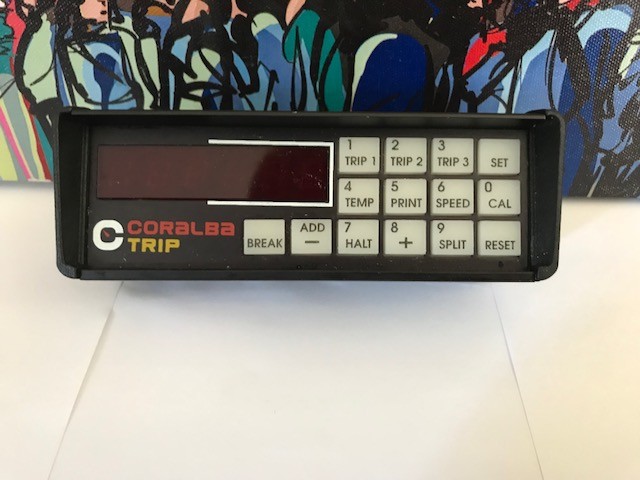 1 2 3
TRIP 1 TRIP 2 TRIP 3 SET
4 5 6 0
TEMP PRINT SPEED CAL
C CORALBA
TRIP
ADD 7 8 9
BREAK − HALT + SPLIT RESET